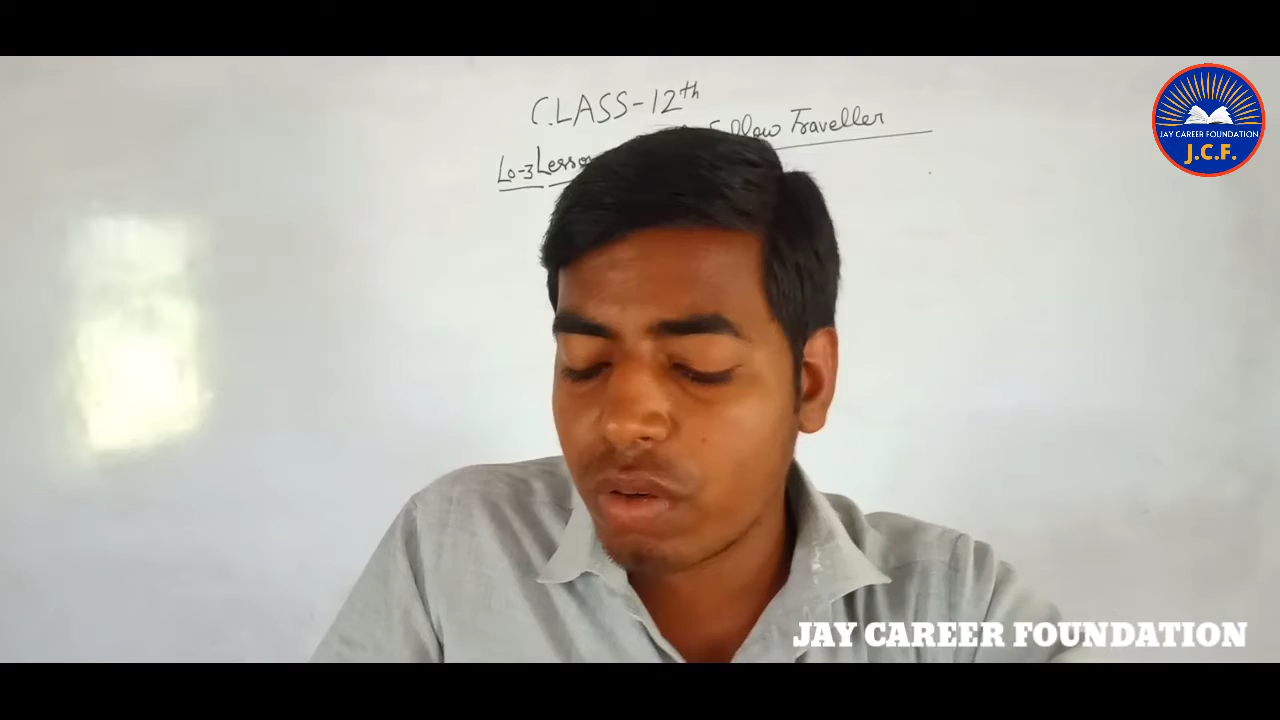 CLASS-12th
Lo-3 Lesso Fellow Traveller
JAY CAREER FOUNDATION
J.C.F.
JAY CAREER FOUNDATION